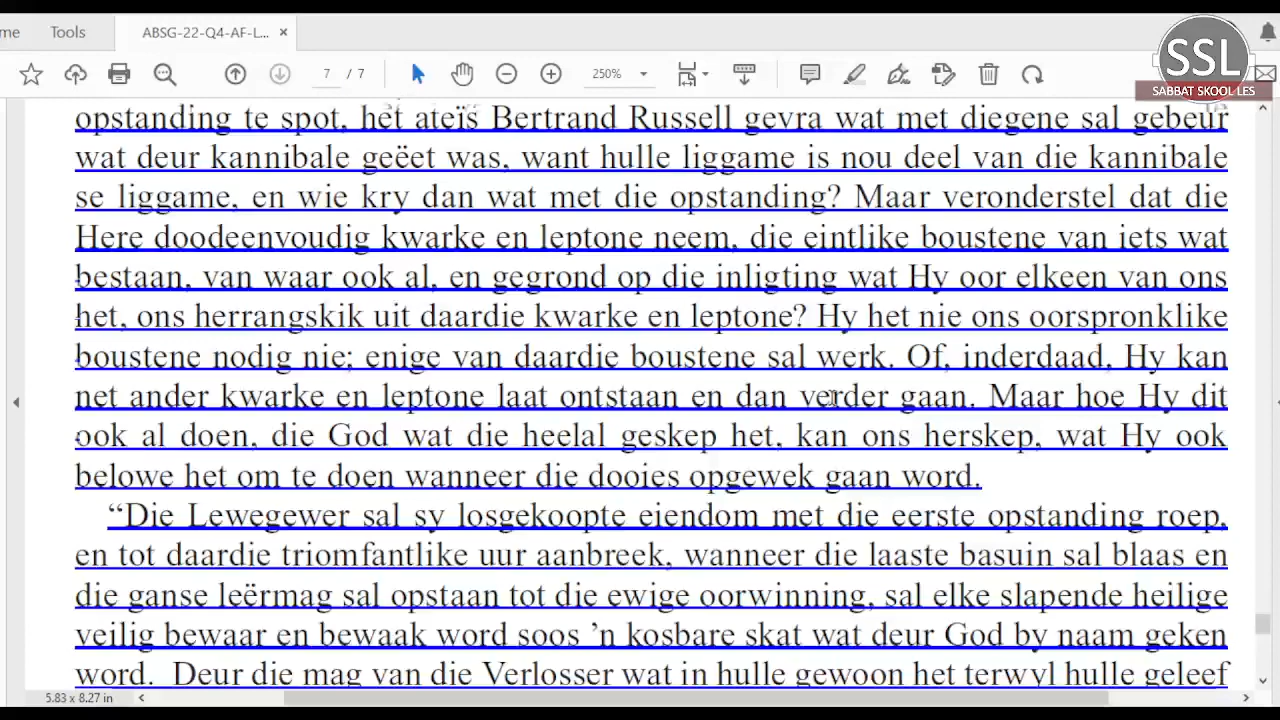 me
Tools
ABSG-22-Q4-AF-L... ×
7 / 7
250%
SSL
SABBAT SKOOL LES
opstanding te spot, het ateïs Bertrand Russell gevra wat met diegene sal gebeur
wat deur kannibale geëet was, want hulle liggame is nou deel van die kannibale
se liggame, en wie kry dan wat met die opstanding? Maar veronderstel dat die
Here doodeenvoudig kwarke en leptone neem, die eintlike boustene van iets wat
bestaan, van waar ook al, en gegrond op die inligting wat Hy oor elkeen van ons
het, ons herrangskik uit daardie kwarke en leptone? Hy het nie ons oorspronklike
boustene nodig nie; enige van daardie boustene sal werk. Of, inderdaad, Hy kan
net ander kwarke en leptone laat ontstaan en dan verder gaan. Maar hoe Hy dit
ook al doen, die God wat die heelal geskep het, kan ons herskep, wat Hy ook
belowe het om te doen wanneer die dooies opgewek gaan word.
“Die Lewegewer sal sy losgekoopte eiendom met die eerste opstanding roep,
en tot daardie triomfantlike uur aanbreek, wanneer die laaste basuin sal blaas en
die ganse leërmag sal opstaan tot die ewige oorwinning, sal elke slapende heilige
veilig bewaar en bewaak word soos ’n kosbare skat wat deur God by naam geken
word. Deur die mag van die Verlosser wat in hulle gewoon het terwyl hulle geleef
5.83 x 8.27 in